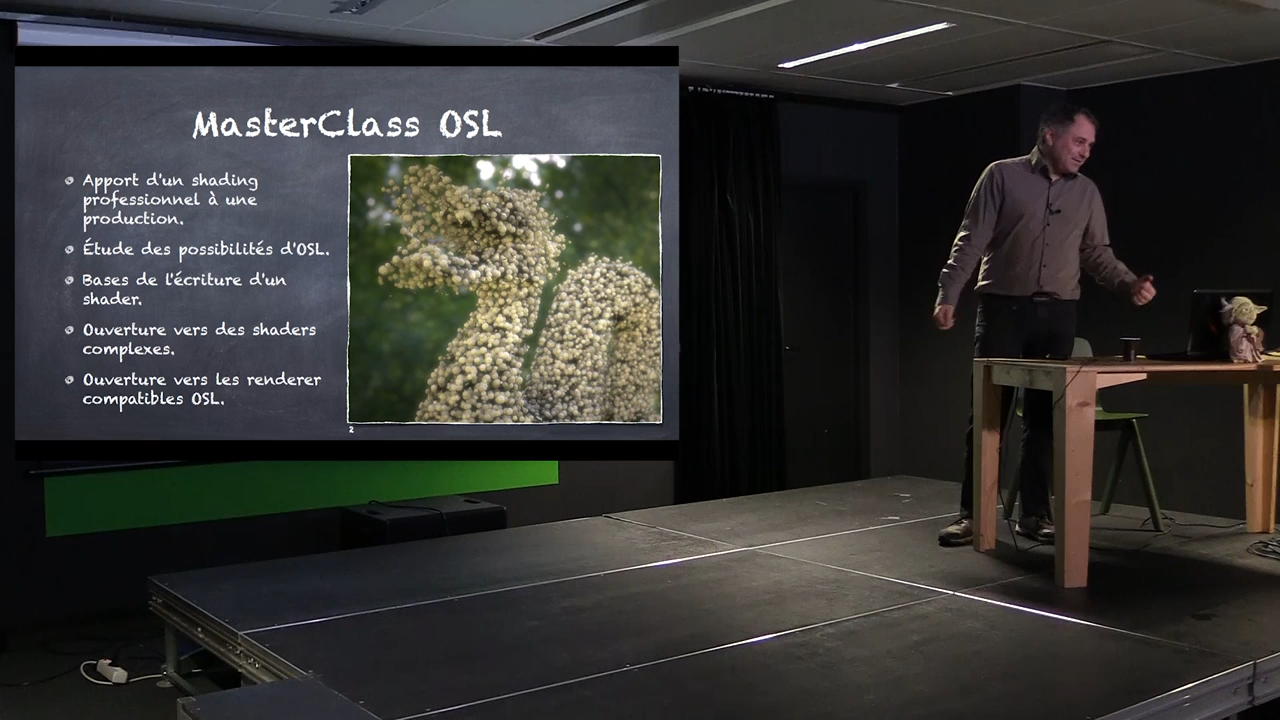 MasterClass OSL
Apport d'un shading
professionnel à une
production.
Étude des possibilités d'OSL.
Bases de l'écriture d'un
shader.
Ouverture vers des shaders
complexes.
Ouverture vers les renderer
compatibles OSL.
2